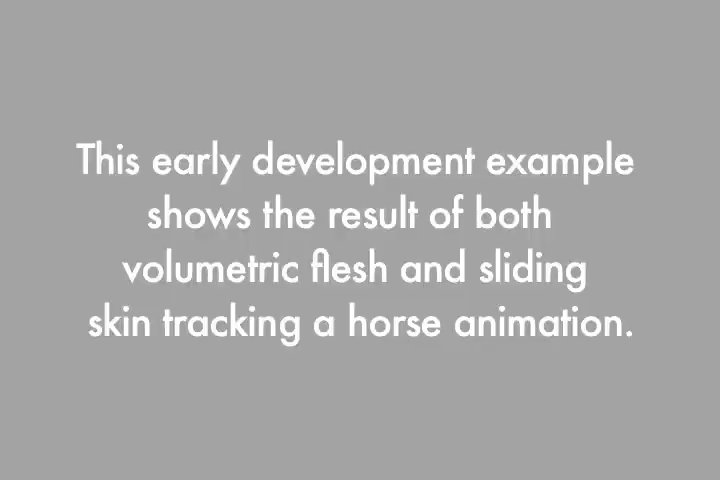 This early development example
shows the result of both
volumetric flesh and sliding
skin tracking a horse animation.